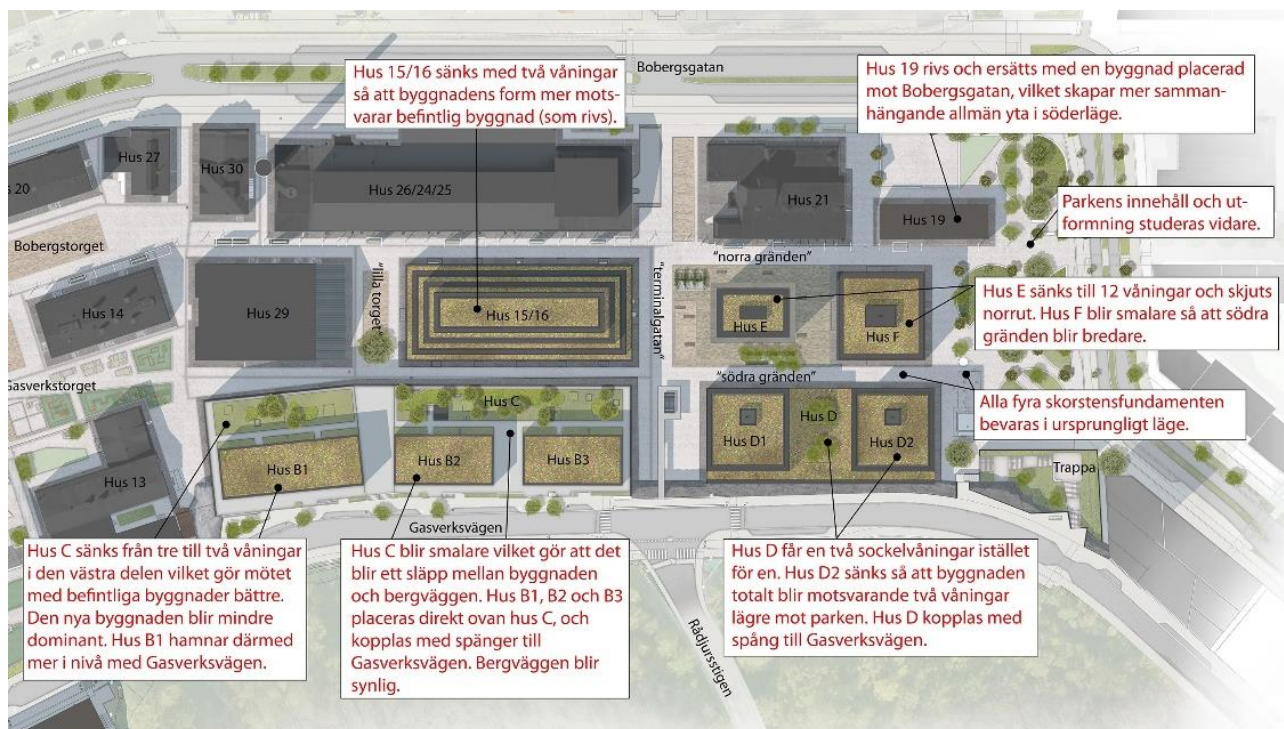 Bobergsgatan
Hus 15/16 sänks med två våningar
så att byggnadens form mer mots-
varar befintlig byggnad (som rivs).
Hus 19 rivs och ersätts med en byggnad placerad
mot Bobergsgatan, vilket skapar mer samman-
hängande allmän yta i söderläge.
Hus 27
Hus 30
Hus 26/24/25
Hus 21
Hus 19
s 20
Parkens innehåll och ut-
formning studeras vidare.
Bobergstorget
"lilla torget"
"terminalgatan"
"norra gränden"
Hus 14
Hus 29
Hus 15/16
Hus E
Hus F
Hus E sänks till 12 våningar och skjuts
norrut. Hus F blir smalare så att södra
gränden blir bredare.
Gasverkstorget
"södra gränden"
Hus C
Hus D
Hus D1
Hus D2
Alla fyra skorstensfundamenten
bevaras i ursprungligt läge.
Hus B1
Hus B2
Hus B3
Hus 13
Trappa
Gasverksvägen
Hus C sänks från tre till två våningar
i den västra delen vilket gör mötet
med befintliga byggnader bättre.
Den nya byggnaden blir mindre
dominant. Hus B1 hamnar därmed
mer i nivå med Gasverksvägen.
Hus C blir smalare vilket gör att det
blir ett släpp mellan byggnaden
och bergväggen. Hus B1, B2 och B3
placeras direkt ovan hus C, och
kopplas med spänger till
Gasverksvägen. Bergväggen blir
synlig.
Rådjursstigen
Hus D får en två sockelvåningar istället
för en. Hus D2 sänks så att byggnaden
totalt blir motsvarande två våningar
lägre mot parken. Hus D kopplas med
spång till Gasverksvägen.